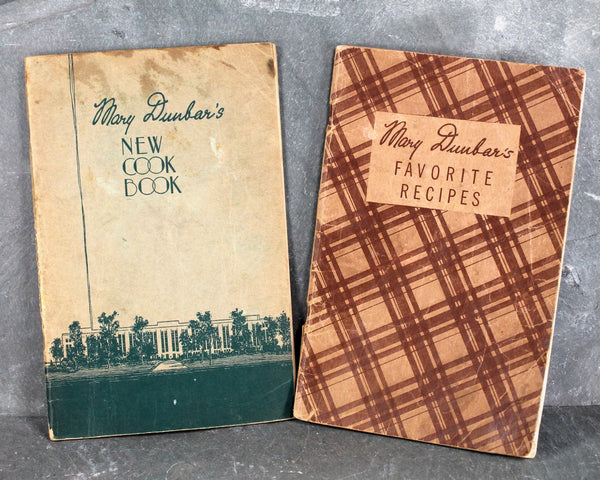 Mary Dunbar's
NEW
COOK
BOOK
Mary Dunbar's
FAVORITE
RECIPES